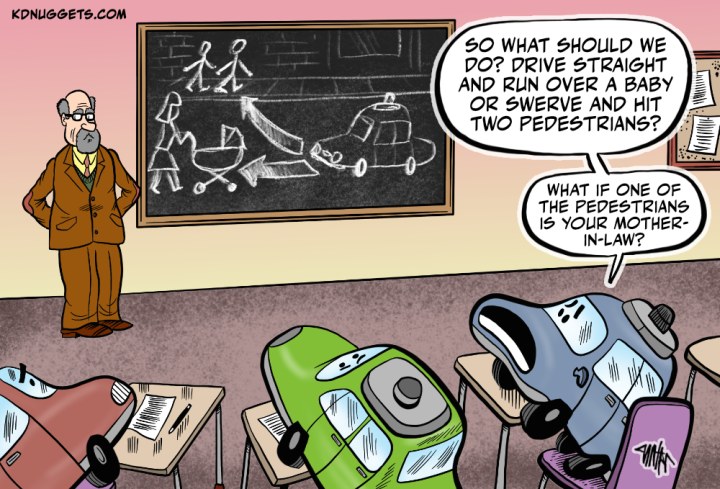 KDNUGGETS.COM
SO WHAT SHOULD WE
DO? DRIVE STRAIGHT
AND RUN OVER A BABY
OR SWERVE AND HIT
TWO PEDESTRIANS?
WHAT IF ONE OF
THE PEDESTRIANS
IS YOUR MOTHER-
IN-LAW?